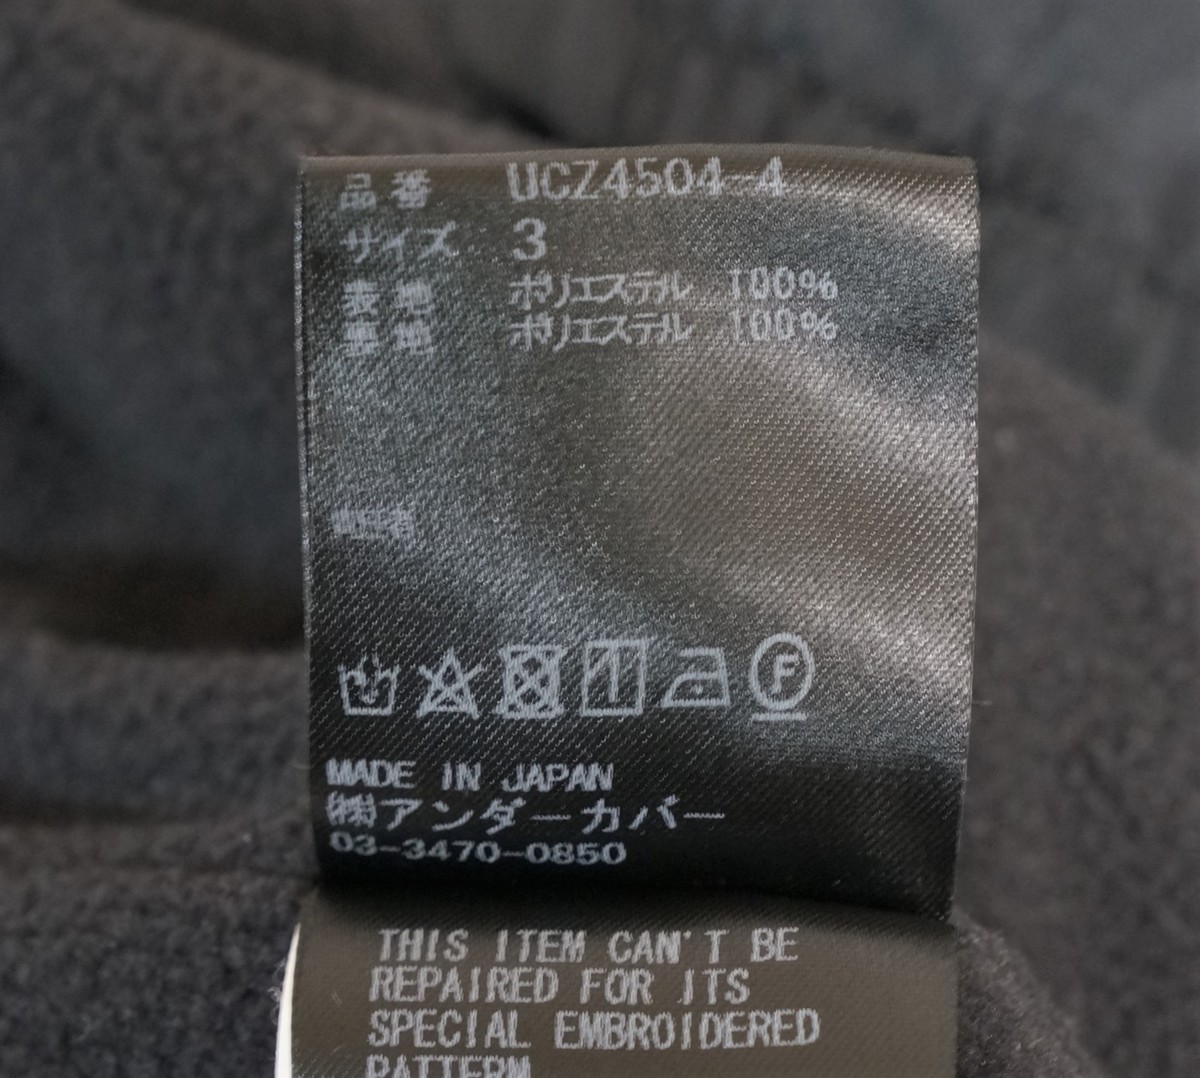 品番 UCZ4504-4
サイズ 3
表地 ポリエステル 100%
裏地 ポリエステル 100%
MADE IN JAPAN
㈱アンダーカバー
03-3470-0850
THIS ITEM CAN'T BE
REPAIRED FOR ITS
SPECIAL EMBROIDERED
PATTERN